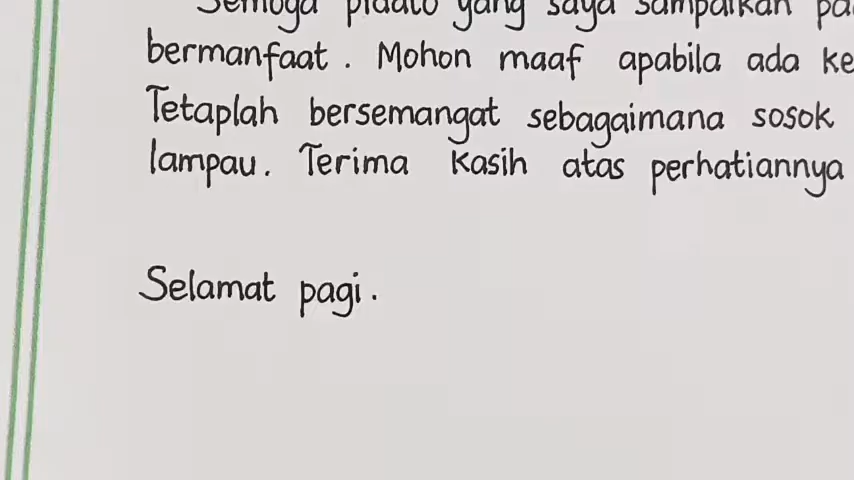 Semoga pidato yang saya sampaikan
bermanfaat. Mohon maaf apabila ada
Tetaplah bersemangat sebagaimana sosok
lampau. Terima kasih atas perhatiannya
Selamat pagi.